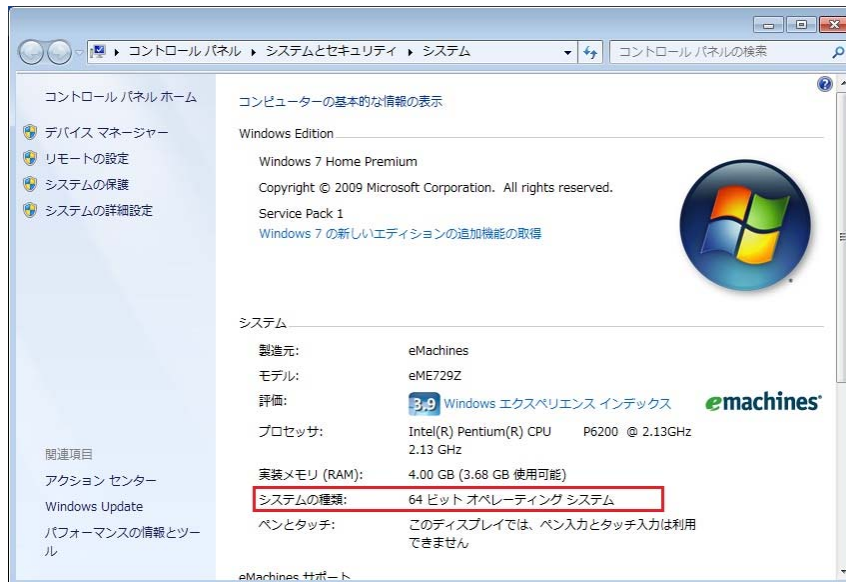 コントロール パネル ▸ システムとセキュリティ ▸ システム
コントロール パネルの検索
コントロール パネル ホーム
デバイス マネージャー
リモートの設定
システムの保護
システムの詳細設定
関連項目
アクション センター
Windows Update
パフォーマンスの情報とツー
ル
コンピューターの基本的な情報の表示
Windows Edition
Windows 7 Home Premium
Copyright © 2009 Microsoft Corporation. All rights reserved.
Service Pack 1
Windows 7 の新しいエディションの追加機能の取得
システム
製造元: eMachines
モデル: eME729Z
評価: 3.9 Windows エクスペリエンス インデックス
emachines
プロセッサ: Intel(R) Pentium(R) CPU P6200 @ 2.13GHz
2.13 GHz
実装メモリ (RAM): 4.00 GB (3.68 GB 使用可能)
システムの種類: 64 ビット オペレーティング システム
ペンとタッチ: このディスプレイでは、ペン入力とタッチ入力は利用
できません
eMachines サポート